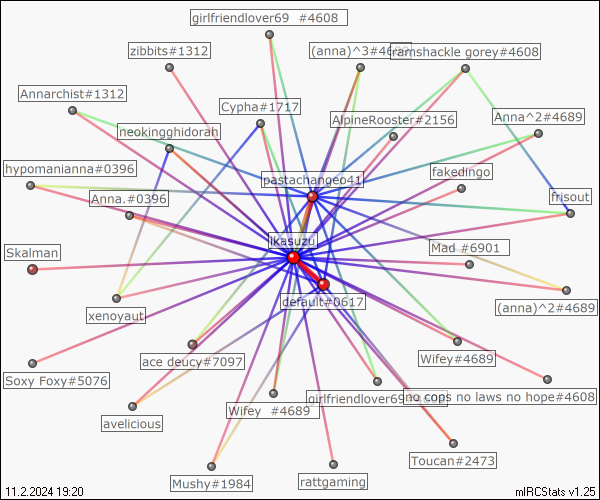 girlfriendlover69  #4608
zibbits#1312
(anna)^3#4
ramshackle gorey#4608
Annarchist#1312
Cypha#1717
AlpineRooster#2156
Anna^2#4689
neokingghidorah
hypomanianna#0396
pastachangeo41
fakedingo
Anna.#0396
frisout
ikasuzu
Mad #6901
Skalman
default#0617
(anna)^2#4689
xenoyaut
ace deucy#7097
Wifey#4689
Soxy Foxy#5076
girlfriendlover69
no cops no laws no hope#4608
Wifey  #4689
avelicious
Toucan#2473
Mushy#1984
rattgaming
11.2.2024 19:20
mIRCStats v1.25